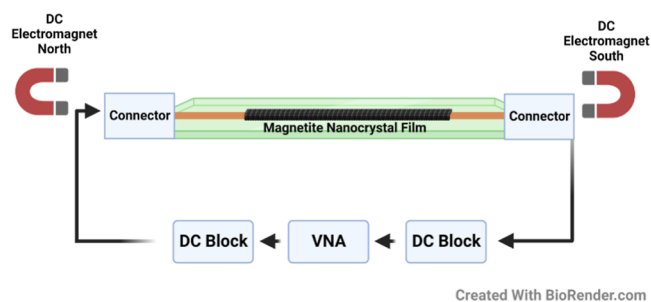 DC
Electromagnet
North
DC
Electromagnet
South
Connector
Magnetite Nanocrystal Film
Connector
DC Block
VNA
DC Block
Created With BioRender.com